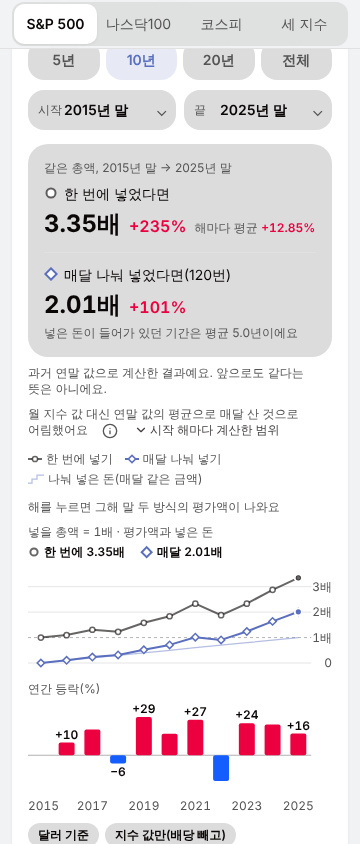 S&P 500 나스닥100 코스피 세 지수
5년 10년 20년 전체
시작 2015년 말 끝 2025년 말
같은 총액, 2015년 말 → 2025년 말
한 번에 넣었다면
3.35배 +235% 해마다 평균 +12.85%
매달 나눠 넣었다면(120번)
2.01배 +101%
넣은 돈이 들어가 있던 기간은 평균 5.0년이에요
과거 연말 값으로 계산한 결과예요. 앞으로도 같다는
뜻은 아니에요.
월 지수 값 대신 연말 값의 평균으로 매달 산 것으로
어림했어요 시작 해마다 계산한 범위
한 번에 넣기 매달 나눠 넣기
나눠 넣은 돈(매달 같은 금액)
해를 누르면 그해 말 두 방식의 평가액이 나와요
넣을 총액 = 1배 · 평가액과 넣은 돈
한 번에 3.35배 매달 2.01배
3배
2배
1배
0
연간 등락(%)
+10 −6 +29 +27 +24 +16
2015 2017 2019 2021 2023 2025
달러 기준 지수 값만(배당 빼고)